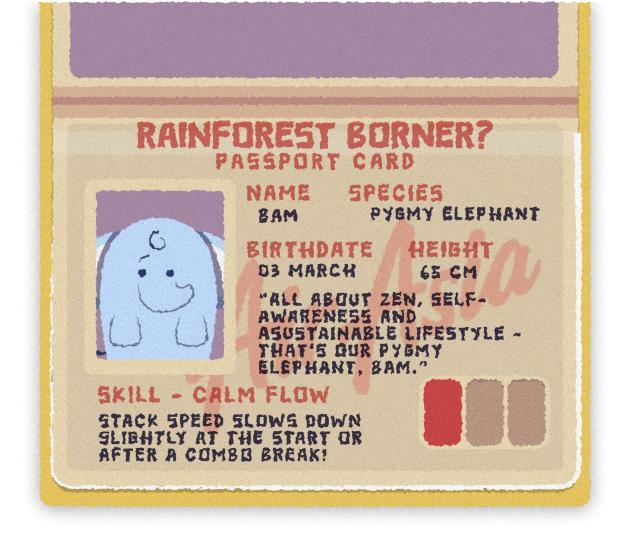 RAINFOREST BORNER?
PASSPORT CARD
NAME SPECIES
BAM PYGMY ELEPHANT
BIRTHDATE HEIGHT
03 MARCH 65 CM
"ALL ABOUT ZEN, SELF-
AWARENESS AND
ASUSTAINABLE LIFESTYLE -
THAT'S OUR PYGMY
ELEPHANT, BAM."
SKILL - CALM FLOW
STACK SPEED SLOWS DOWN
SLIGHTLY AT THE START OR
AFTER A COMBO BREAK!
Asia